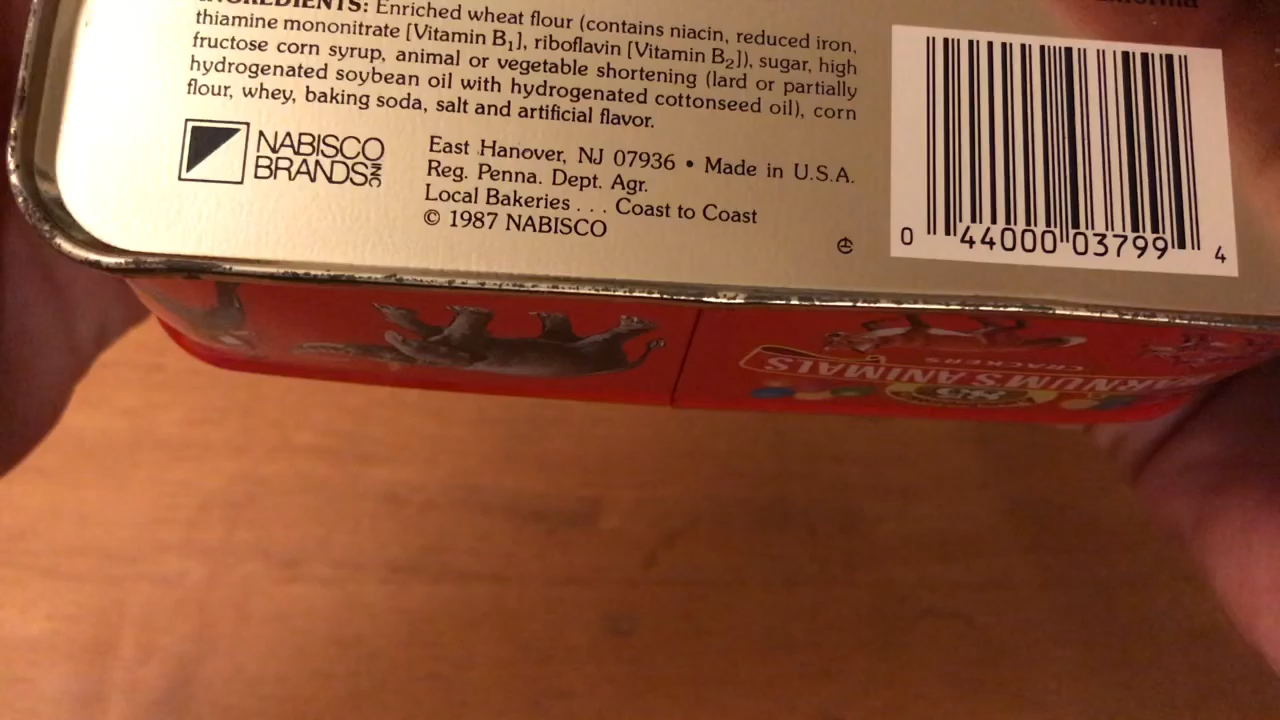 INGREDIENTS: Enriched wheat flour (contains niacin, reduced iron,
thiamine mononitrate [Vitamin B₁], riboflavin [Vitamin B₂]), sugar, high
fructose corn syrup, animal or vegetable shortening (lard or partially
hydrogenated soybean oil with hydrogenated cottonseed oil), corn
flour, whey, baking soda, salt and artificial flavor.
NABISCO
BRANDS INC
East Hanover, NJ 07936 • Made in U.S.A.
Reg. Penna. Dept. Agr.
Local Bakeries . . . Coast to Coast
© 1987 NABISCO
0 44000 03799 4
BARNUM'S ANIMALS
CRACKERS